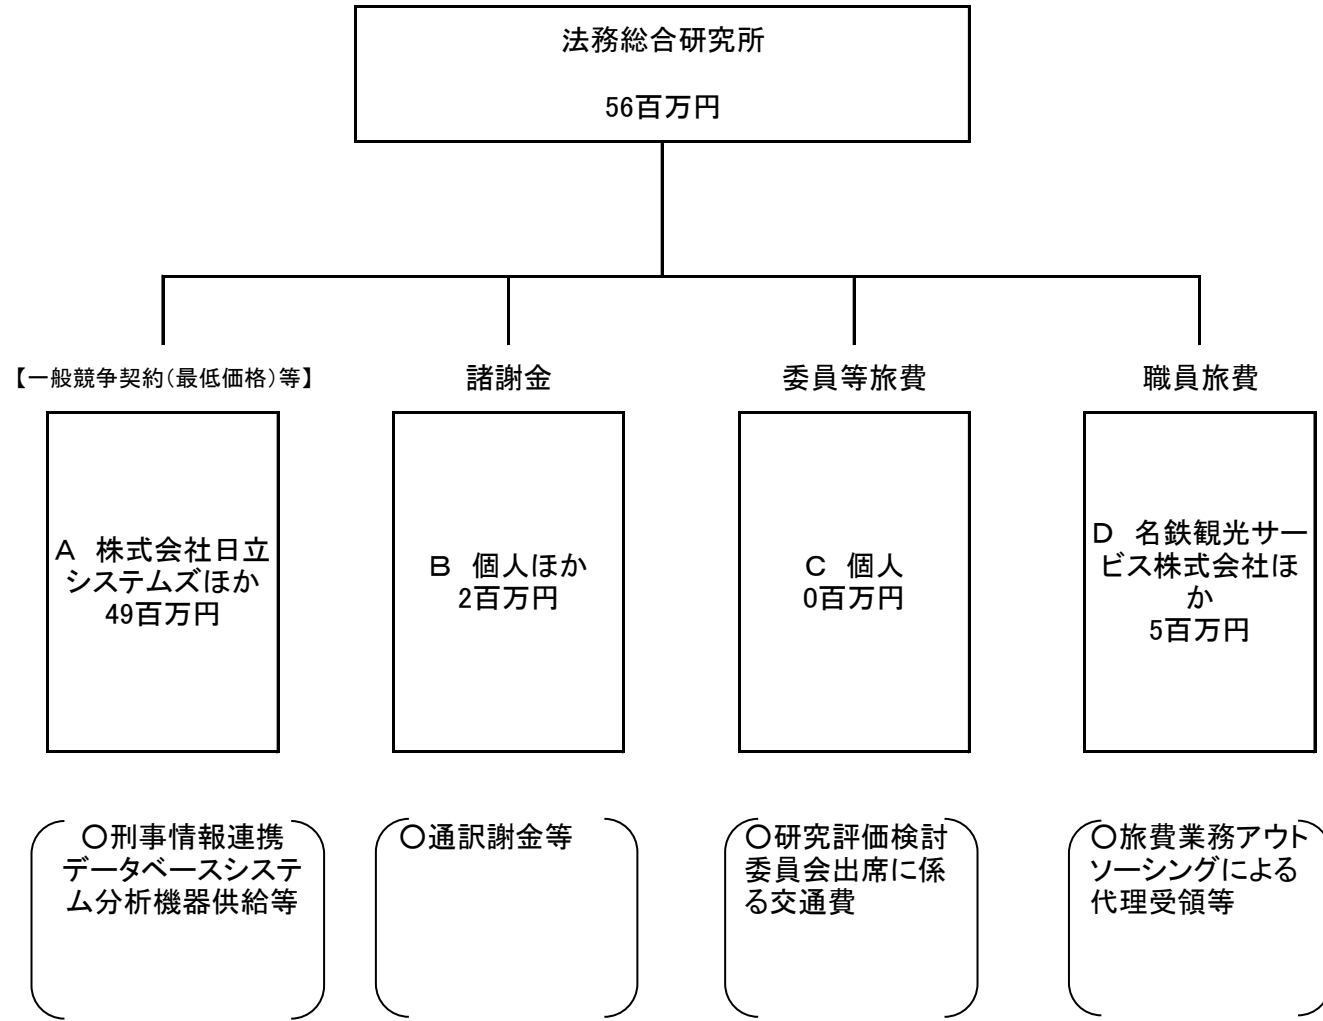 法務総合研究所
56百万円
【一般競争契約（最低価格）等】
諸謝金
委員等旅費
職員旅費
Ａ　株式会社日立
システムズほか
49百万円
Ｂ　個人ほか
2百万円
Ｃ　個人
0百万円
Ｄ　名鉄観光サー
ビス株式会社ほ
か
5百万円
○刑事情報連携
データベースシステ
ム分析機器供給等
○通訳謝金等
○研究評価検討
委員会出席に係
る交通費
○旅費業務アウト
ソーシングによる
代理受領等